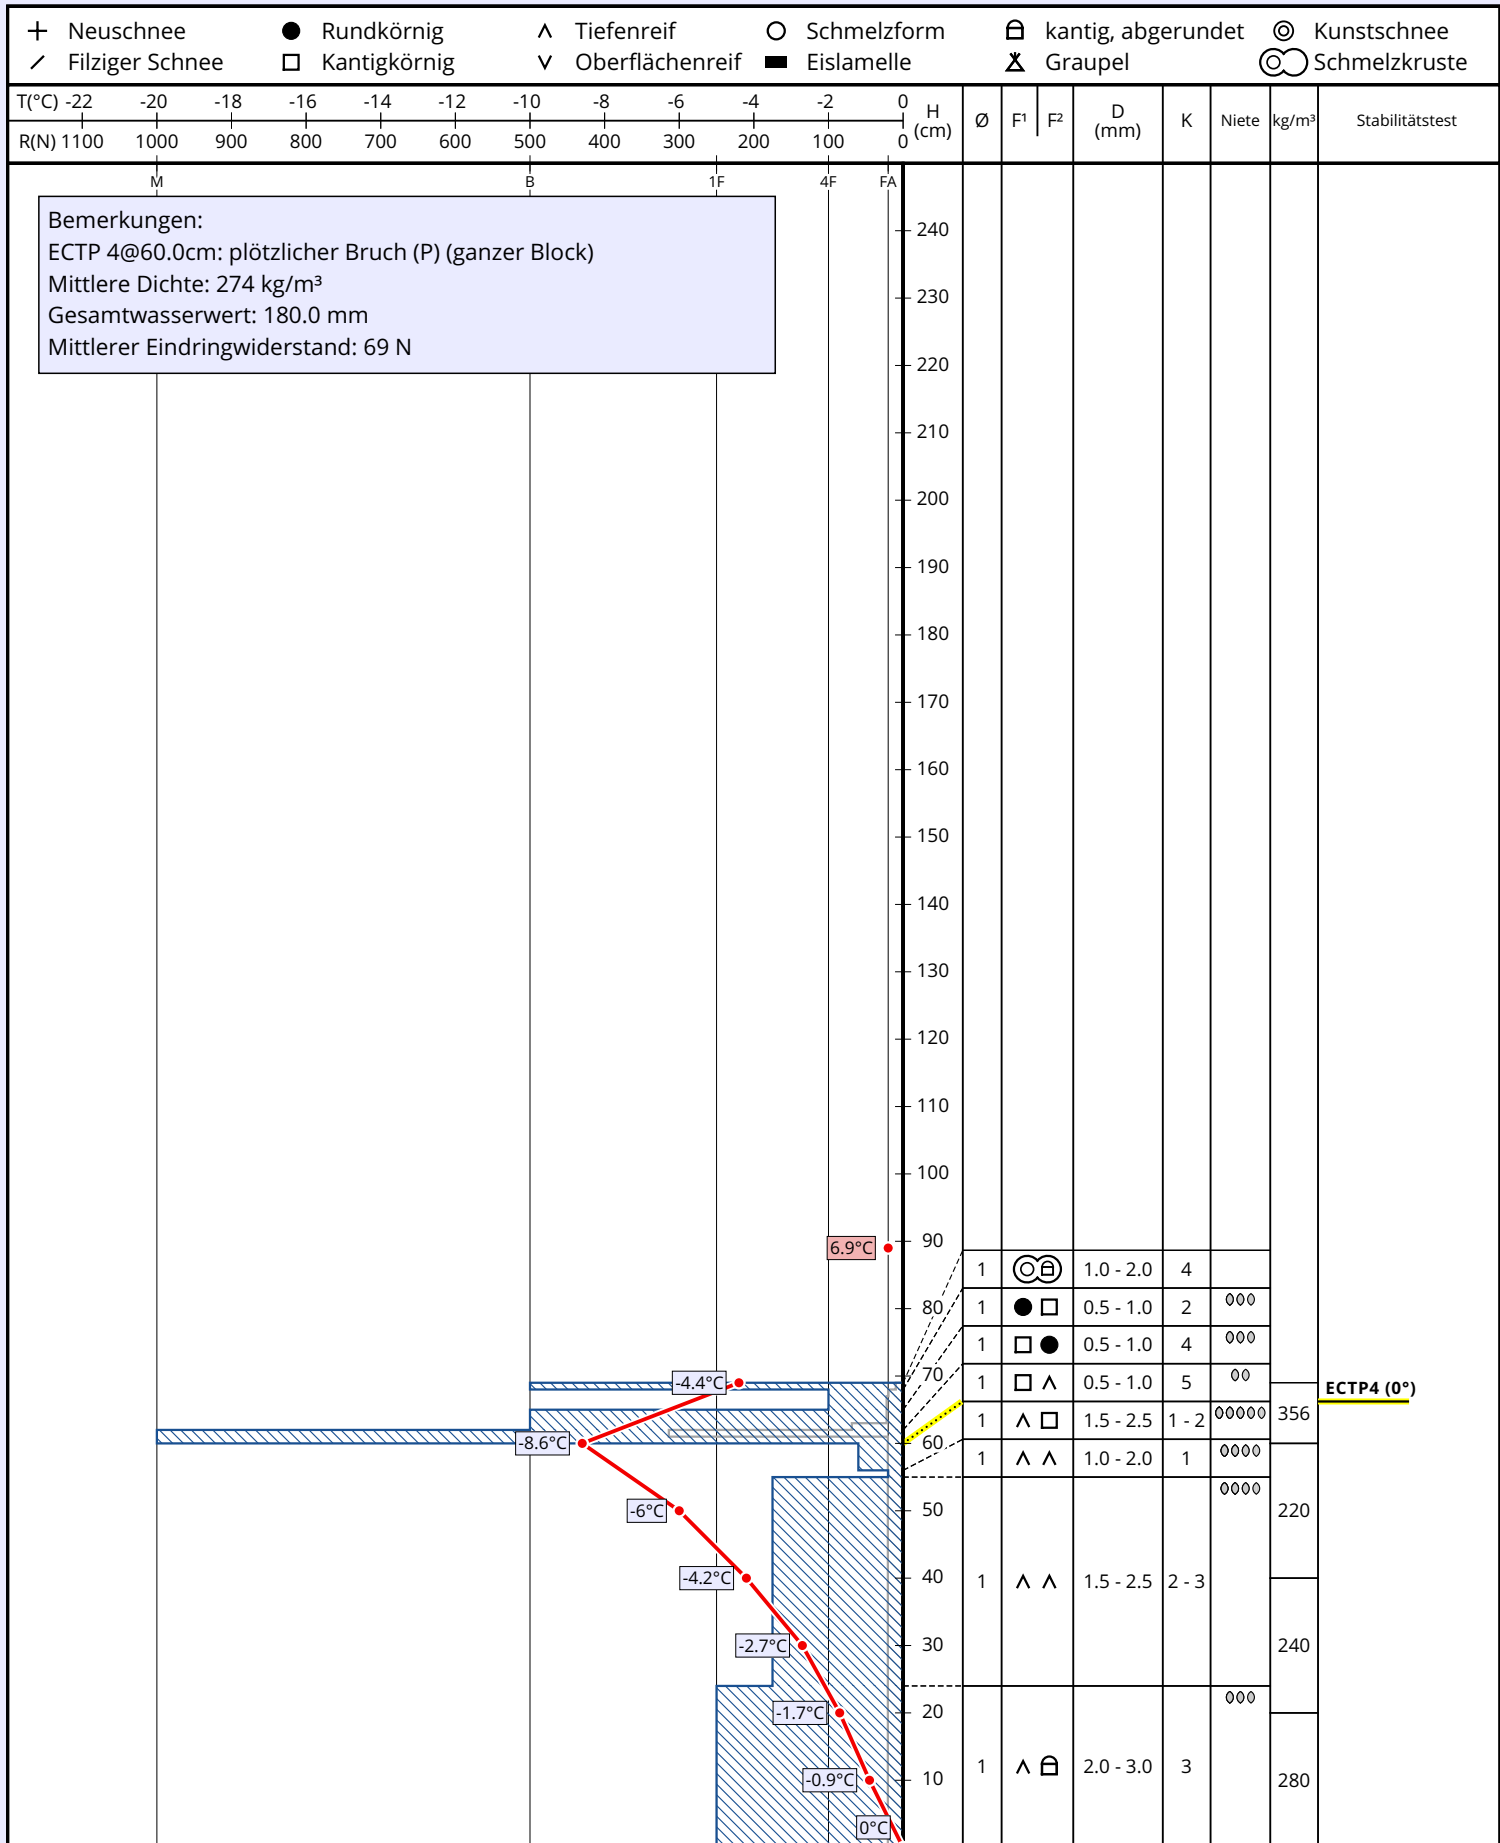 Neuschnee Rundkörnig Tiefenreif Schmelzform kantig, abgerundet Kunstschnee
Filziger Schnee Kantigkörnig Oberflächenreif Eislamelle Graupel Schmelzkruste
T(°C) -22 -20 -18 -16 -14 -12 -10 -8 -6 -4 -2 0
R(N) 1100 1000 900 800 700 600 500 400 300 200 100 0
H (cm) Ø F¹ F² D (mm) K Niete kg/m³ Stabilitätstest
M B 1F 4F FA
Bemerkungen:
ECTP 4@60.0cm: plötzlicher Bruch (P) (ganzer Block)
Mittlere Dichte: 274 kg/m³
Gesamtwasserwert: 180.0 mm
Mittlerer Eindringwiderstand: 69 N
240
230
220
210
200
190
180
170
160
150
140
130
120
110
100
90
6.9°C
1 1.0 - 2.0 4
80 1 0.5 - 1.0 2
1 0.5 - 1.0 4
70
-4.4°C 1 0.5 - 1.0 5
ECTP4 (0°)
1 1.5 - 2.5 1 - 2 356
-8.6°C 60
1 1.0 - 2.0 1
-6°C 50 220
-4.2°C 40 1 1.5 - 2.5 2 - 3
-2.7°C 30 240
-1.7°C 20
1 2.0 - 3.0 3
-0.9°C 10 280
0°C